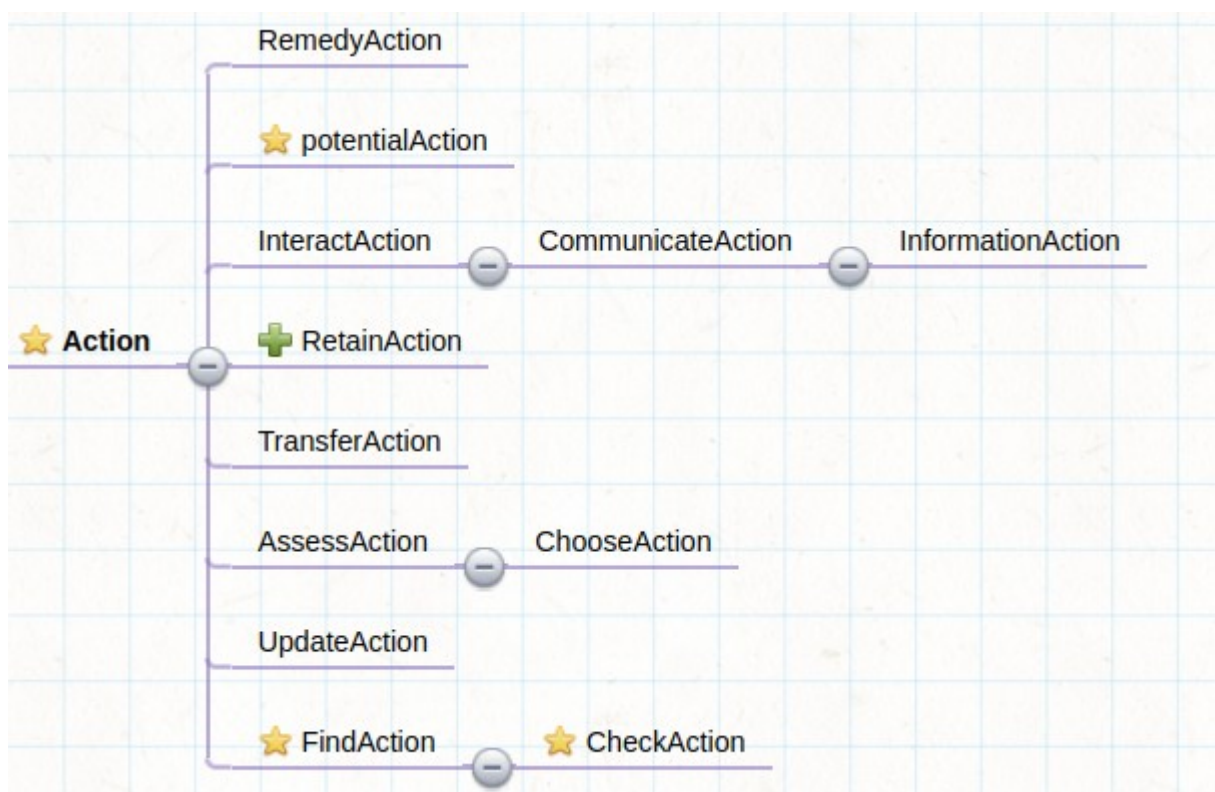 RemedyAction
potentialAction
InteractAction CommunicateAction InformationAction
Action RetainAction
TransferAction
AssessAction ChooseAction
UpdateAction
FindAction CheckAction